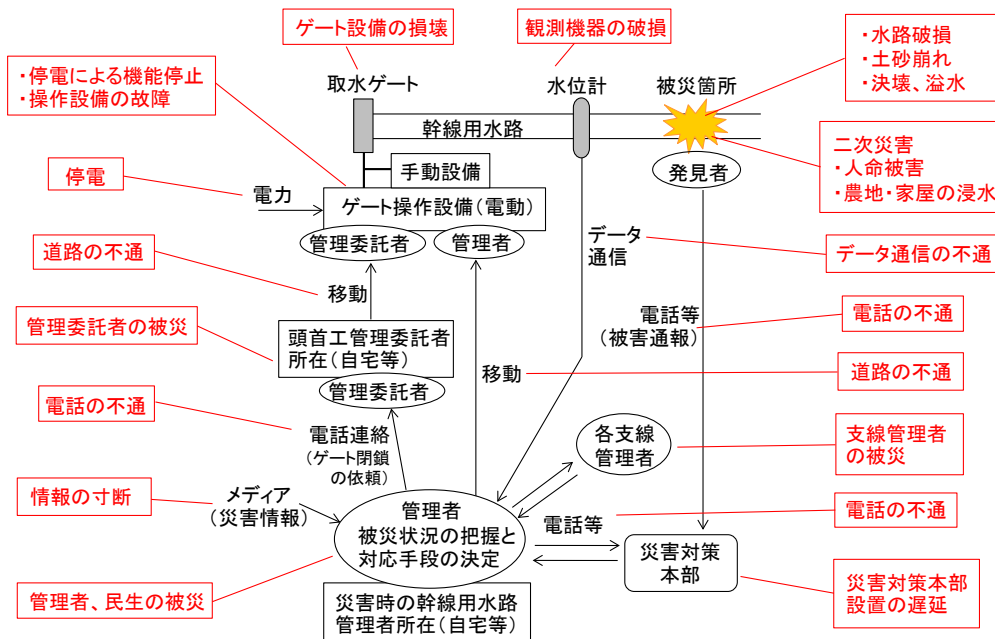 ゲート設備の損壊
観測機器の破損
・水路破損
・土砂崩れ
・決壊、溢水
・停電による機能停止
・操作設備の故障
取水ゲート
水位計
被災箇所
幹線用水路
二次災害
・人命被害
・農地・家屋の浸水
発見者
手動設備
停電
電力
ゲート操作設備(電動)
管理委託者
管理者
データ
通信
データ通信の不通
道路の不通
移動
電話等
(被害通報)
電話の不通
管理委託者の被災
頭首工管理委託者
所在(自宅等)
管理委託者
移動
道路の不通
電話の不通
電話連絡
(ゲート閉鎖
の依頼)
各支線
管理者
支線管理者
の被災
情報の寸断
メディア
(災害情報)
管理者
被災状況の把握と
対応手段の決定
電話等
電話の不通
災害対策
本部
管理者、民生の被災
災害時の幹線用水路
管理者所在(自宅等)
災害対策本部
設置の遅延